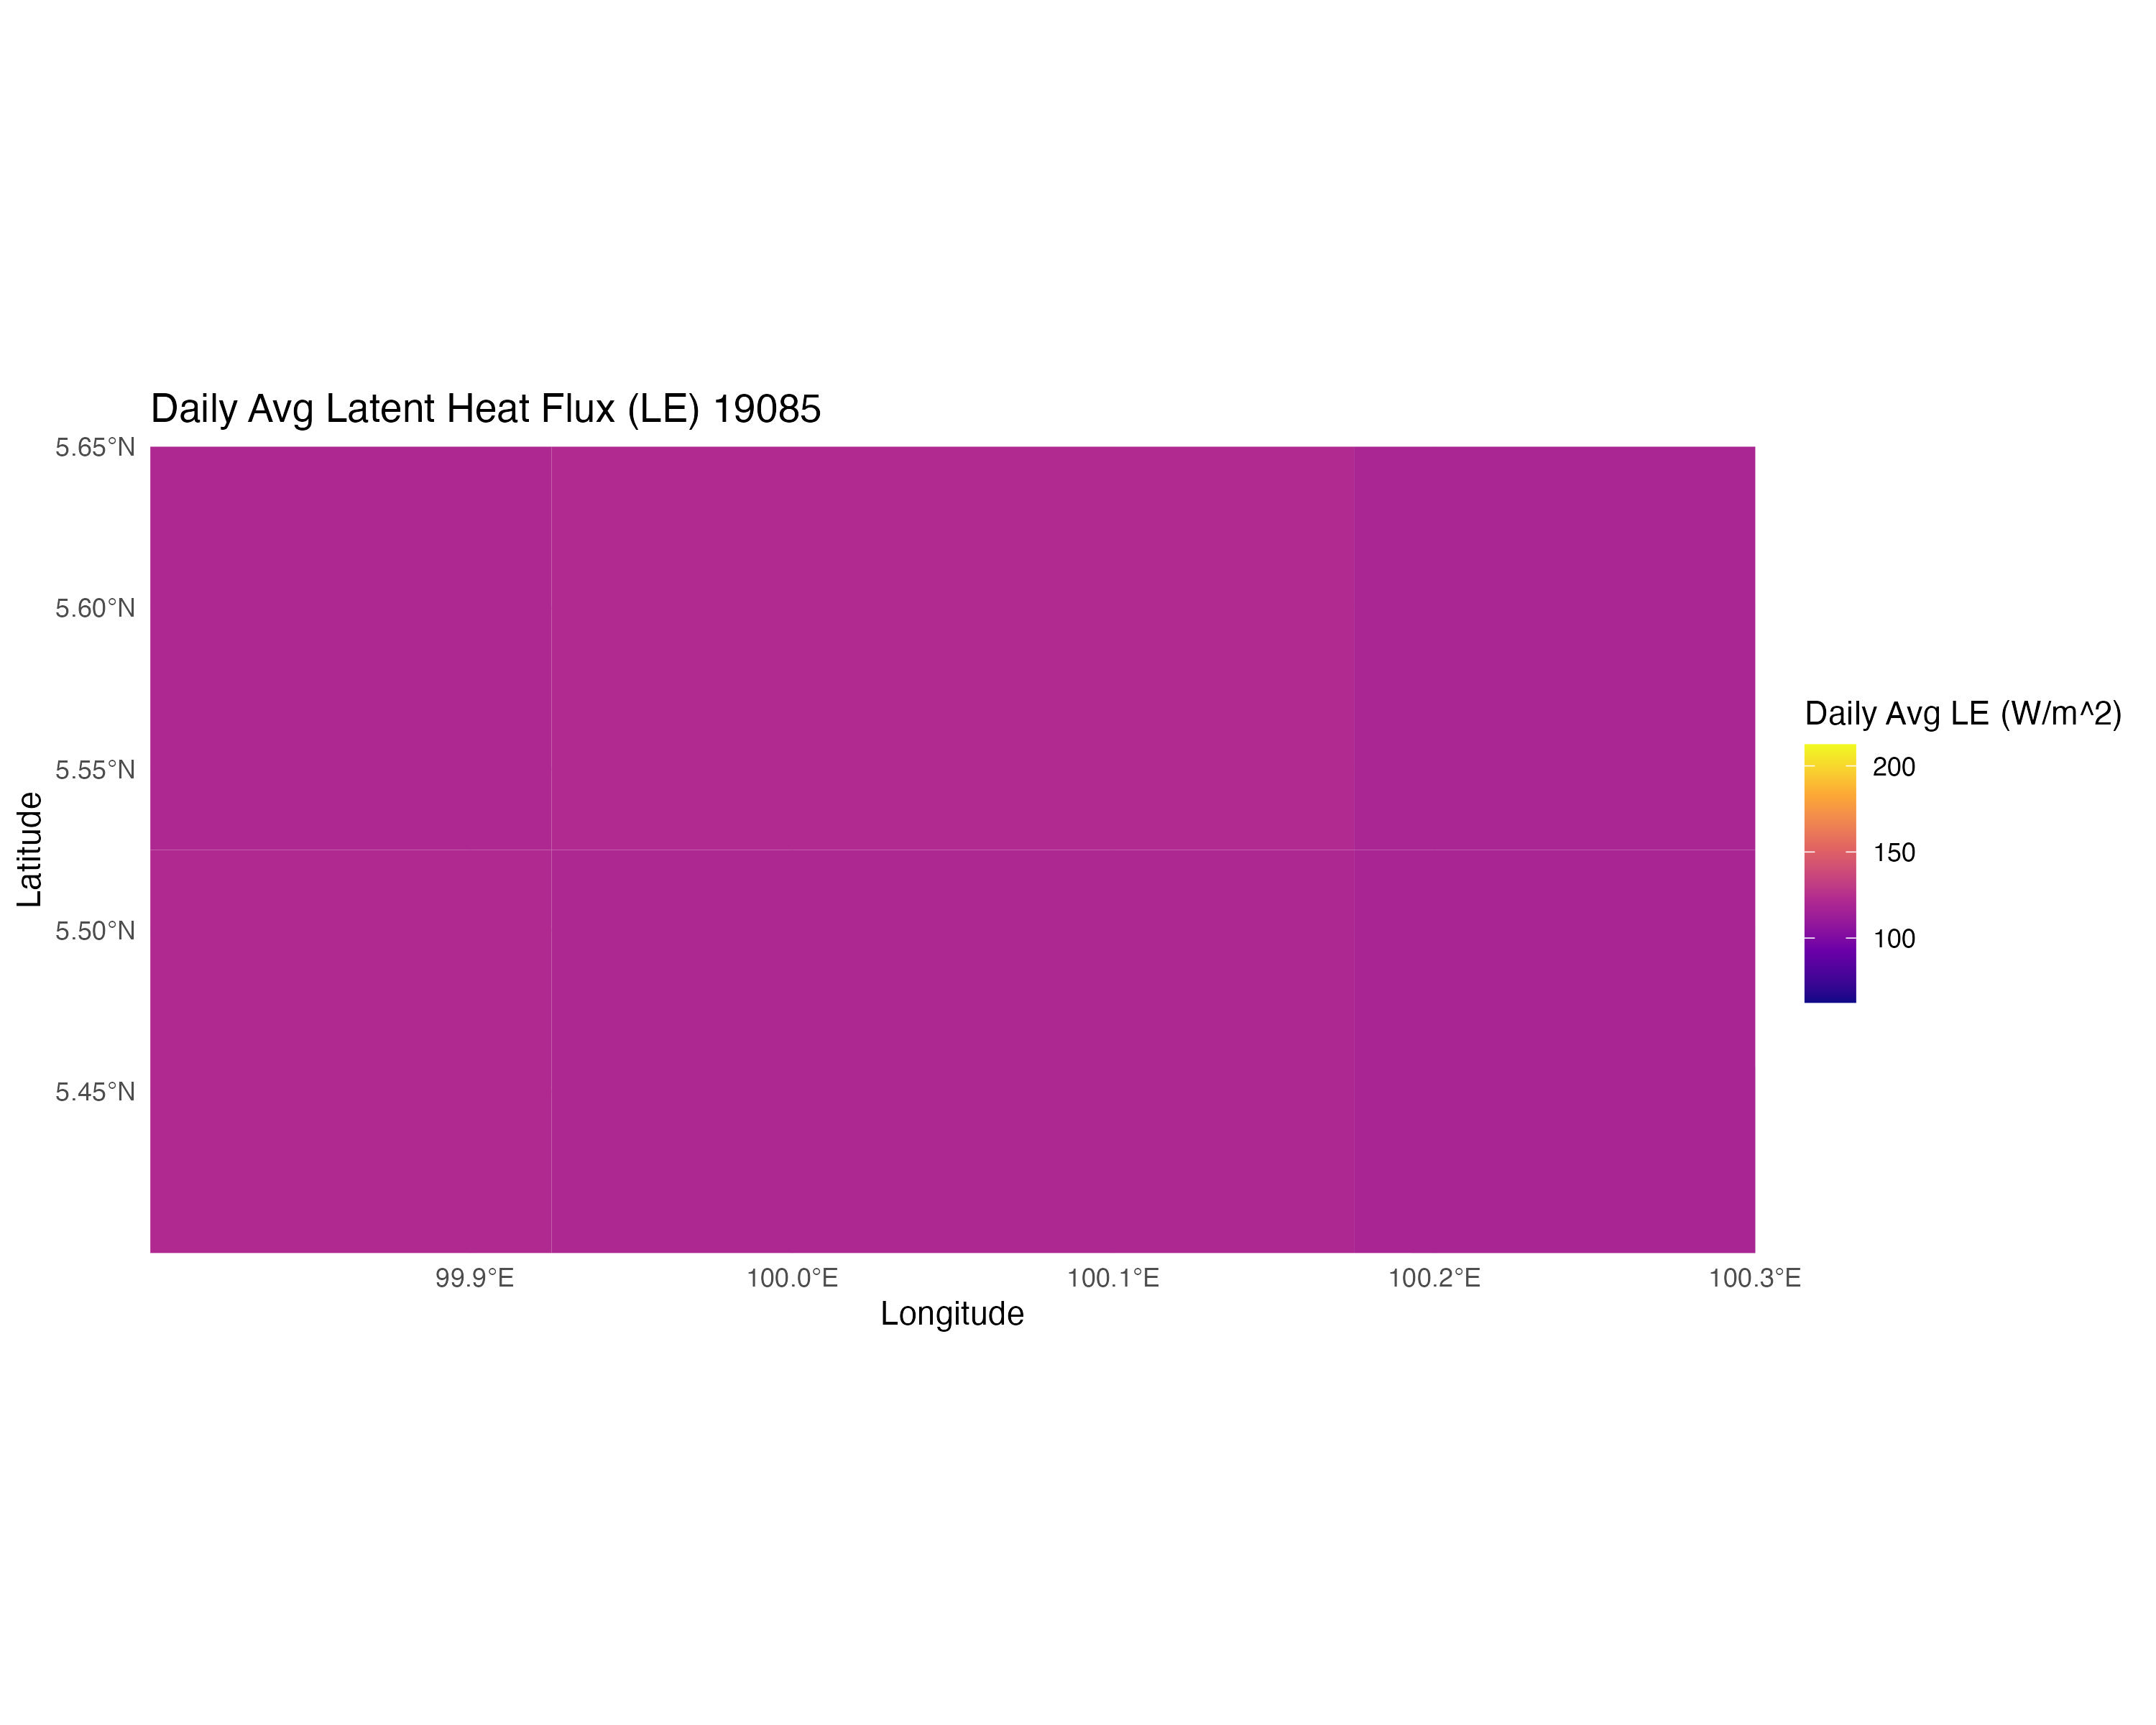 Daily Avg Latent Heat Flux (LE) 19085
5.65°N
5.60°N
5.55°N
5.50°N
5.45°N
Latitude
99.9°E
100.0°E
100.1°E
100.2°E
100.3°E
Longitude
Daily Avg LE (W/m^2)
200
150
100